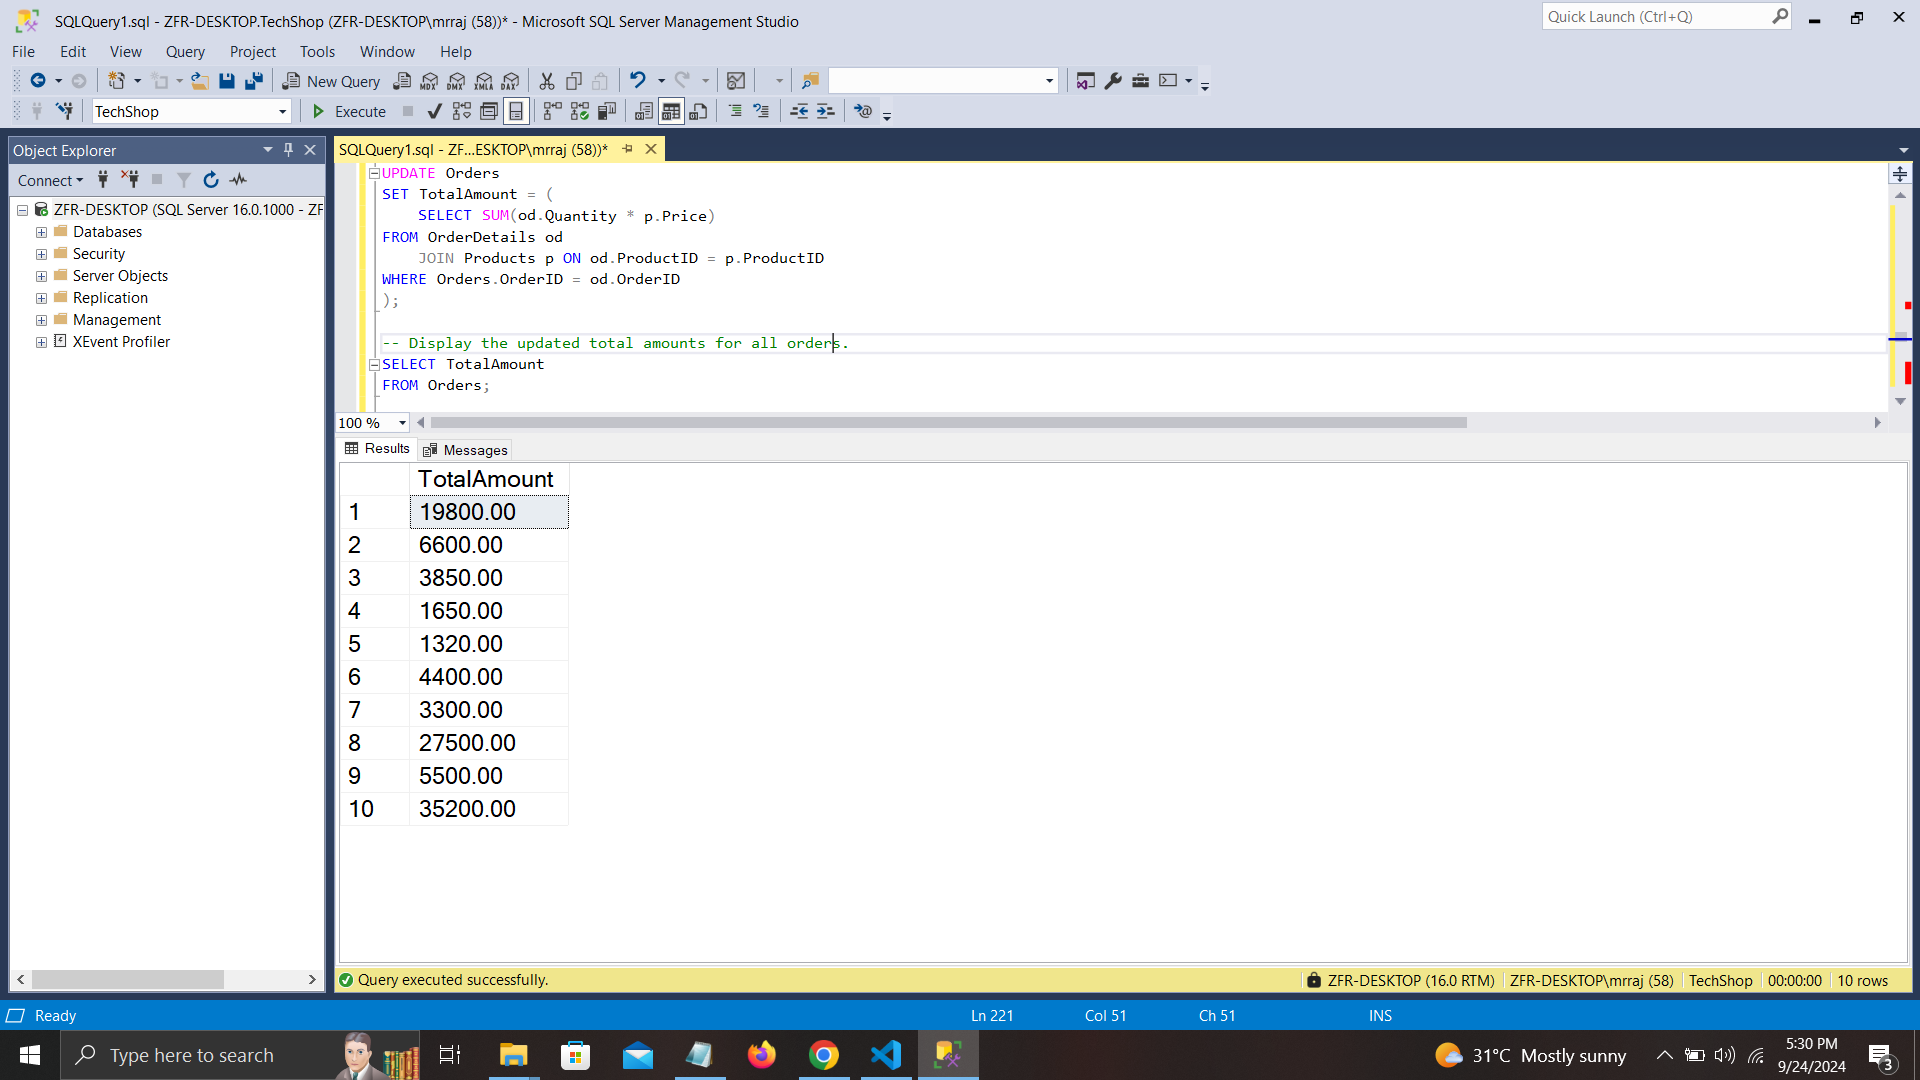 SQLQuery1.sql - ZFR-DESKTOP.TechShop (ZFR-DESKTOP\mrraj (58))* - Microsoft SQL Server Management Studio
Quick Launch (Ctrl+Q)
File Edit View Query Project Tools Window Help
New Query MDX DMX XMLA DAX
TechShop Execute
Object Explorer
Connect
ZFR-DESKTOP (SQL Server 16.0.1000 - ZF
Databases
Security
Server Objects
Replication
Management
XEvent Profiler
SQLQuery1.sql - ZF...ESKTOP\mrraj (58))*
UPDATE Orders
SET TotalAmount = (
SELECT SUM(od.Quantity * p.Price)
FROM OrderDetails od
JOIN Products p ON od.ProductID = p.ProductID
WHERE Orders.OrderID = od.OrderID
);
-- Display the updated total amounts for all orders.
SELECT TotalAmount
FROM Orders;
100 %
Results Messages
TotalAmount
1 19800.00
2 6600.00
3 3850.00
4 1650.00
5 1320.00
6 4400.00
7 3300.00
8 27500.00
9 5500.00
10 35200.00
Query executed successfully. ZFR-DESKTOP (16.0 RTM) ZFR-DESKTOP\mrraj (58) TechShop 00:00:00 10 rows
Ready Ln 221 Col 51 Ch 51 INS
Type here to search
31°C Mostly sunny
5:30 PM
9/24/2024
3